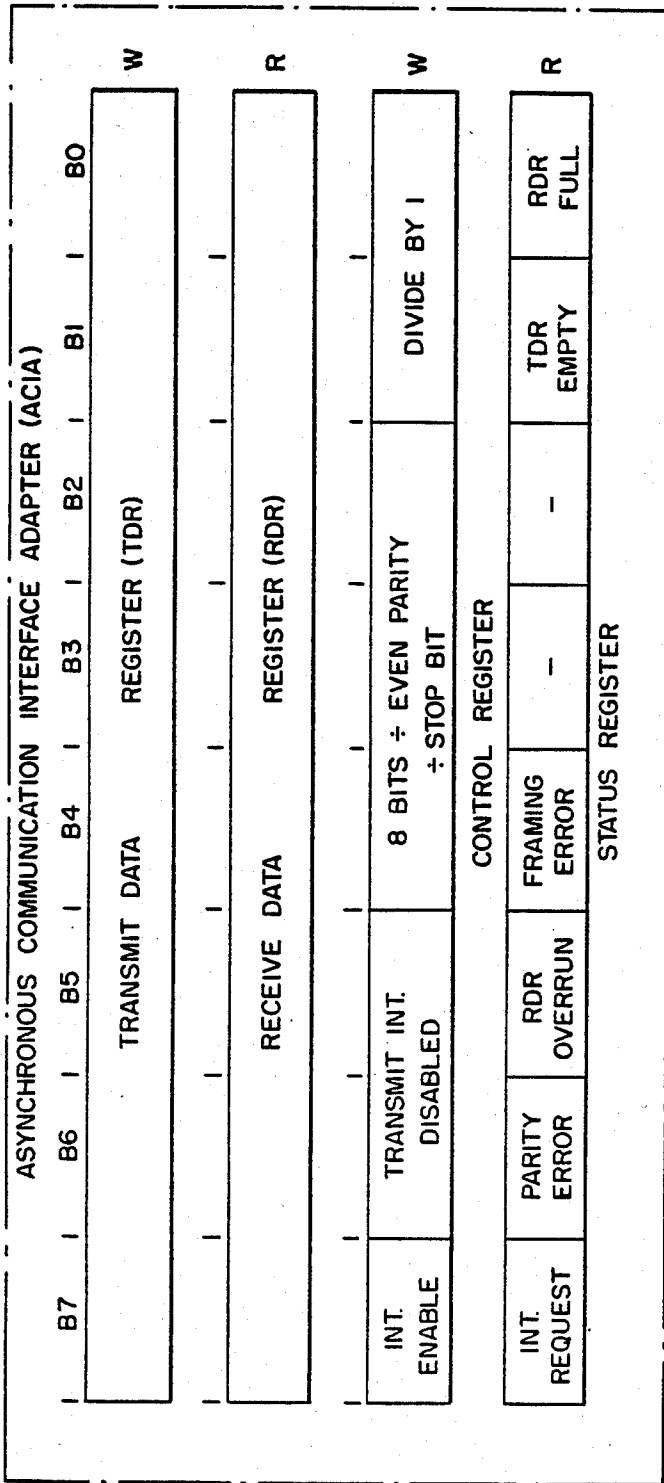 ASYNCHRONOUS COMMUNICATION INTERFACE ADAPTER (ACIA)
B7 B6 B5 B4 B3 B2 B1 B0
TRANSMIT DATA REGISTER (TDR) W
RECEIVE DATA REGISTER (RDR) R
INT. ENABLE
TRANSMIT INT. DISABLED
8 BITS ÷ EVEN PARITY ÷ STOP BIT
DIVIDE BY 1
W
CONTROL REGISTER
INT. REQUEST
PARITY ERROR
RDR OVERRUN
FRAMING ERROR
–
–
TDR EMPTY
RDR FULL
R
STATUS REGISTER